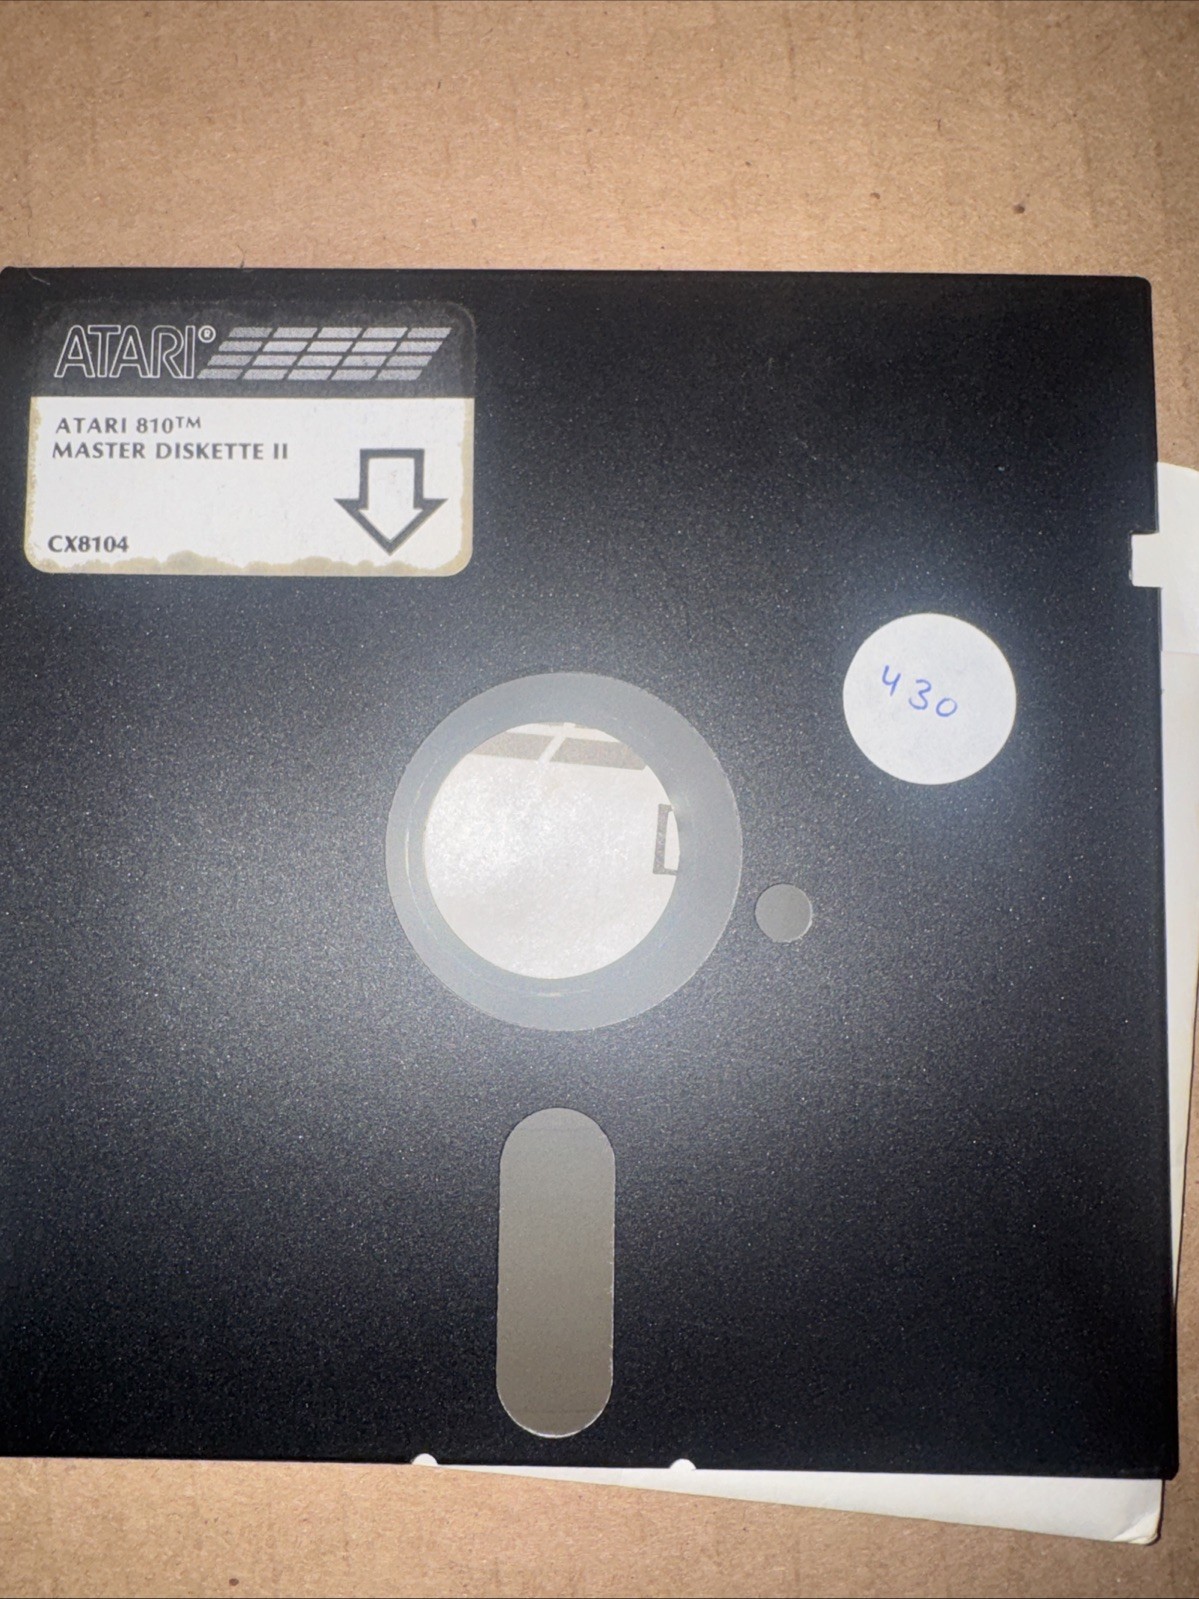 ATARI®
ATARI 810™
MASTER DISKETTE II
CX8104
430